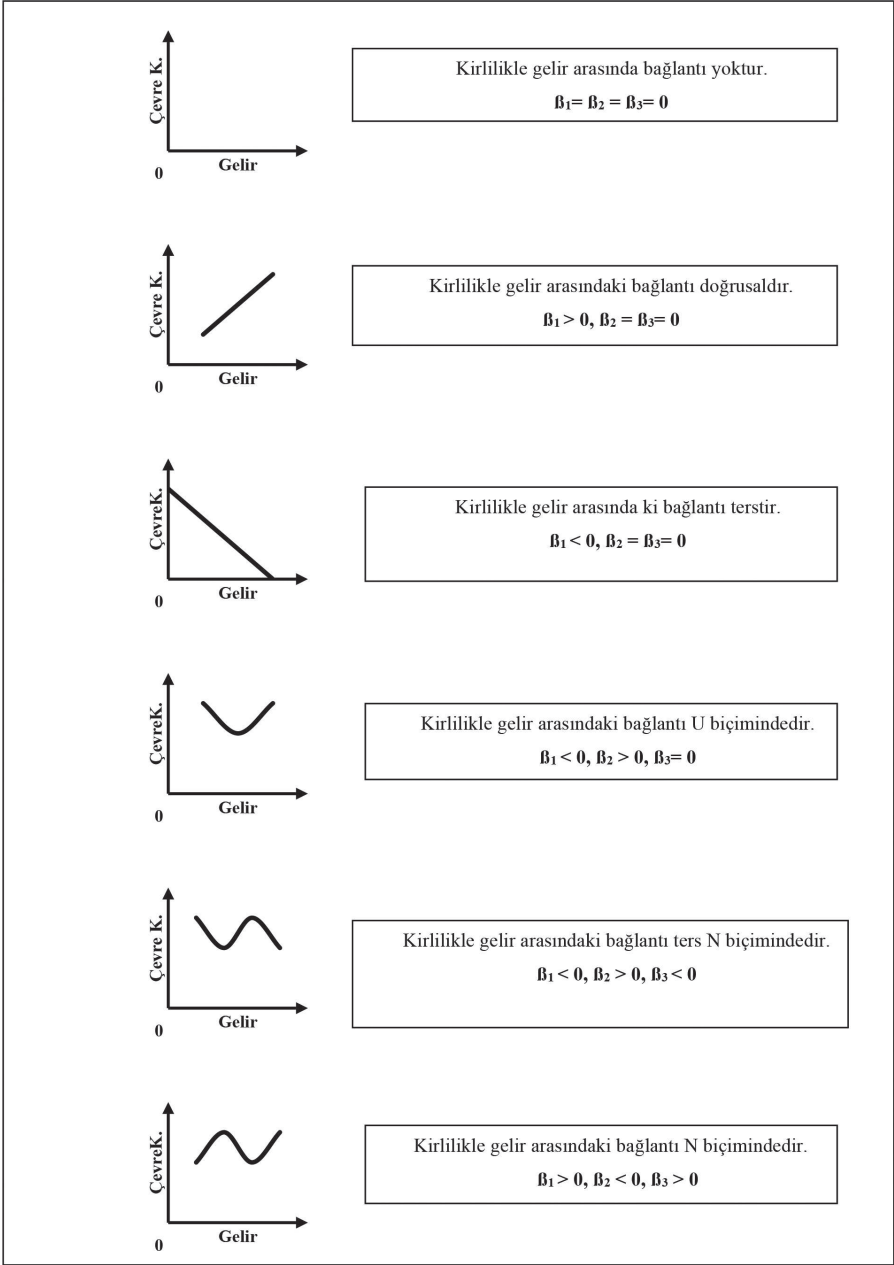 Çevre K.
0
Gelir
Kirlilikle gelir arasında bağlantı yoktur.
ß₁= ß₂ = ß₃= 0
Çevre K.
0
Gelir
Kirlilikle gelir arasındaki bağlantı doğrusaldır.
ß₁ > 0, ß₂ = ß₃= 0
ÇevreK.
0
Gelir
Kirlilikle gelir arasında ki bağlantı terstir.
ß₁ < 0, ß₂ = ß₃= 0
ÇevreK.
0
Gelir
Kirlilikle gelir arasındaki bağlantı U biçimindedir.
ß₁ < 0, ß₂ > 0, ß₃= 0
Çevre K.
0
Gelir
Kirlilikle gelir arasındaki bağlantı ters N biçimindedir.
ß₁ < 0, ß₂ > 0, ß₃ < 0
ÇevreK.
0
Gelir
Kirlilikle gelir arasındaki bağlantı N biçimindedir.
ß₁ > 0, ß₂ < 0, ß₃ > 0